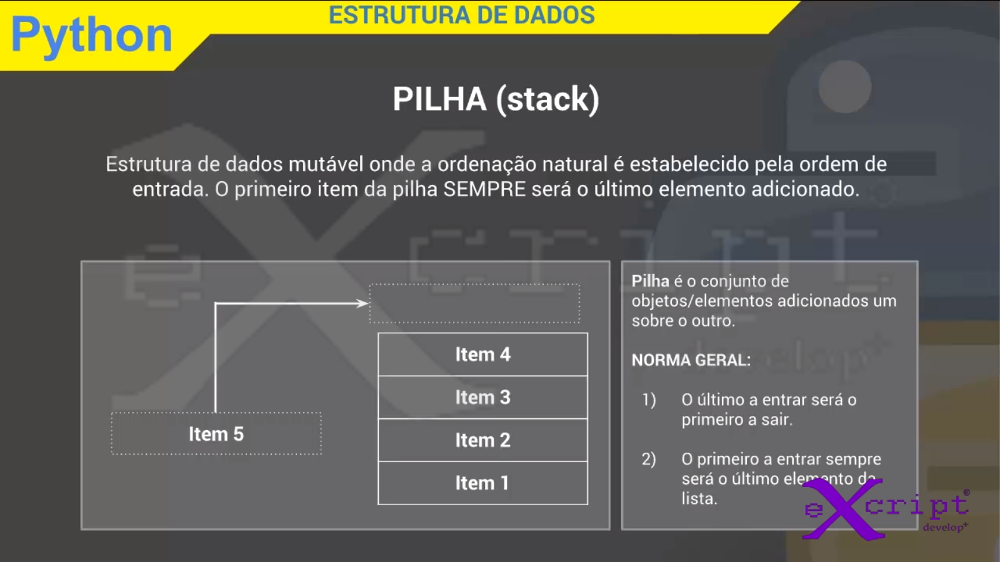 ESTRUTURA DE DADOS
Python
PILHA (stack)
Estrutura de dados mutável onde a ordenação natural é estabelecido pela ordem de
entrada. O primeiro item da pilha SEMPRE será o último elemento adicionado.
Item 4
Item 3
Item 2
Item 1
Item 5
Pilha é o conjunto de
objetos/elementos adicionados um
sobre o outro.
NORMA GERAL:
1) O último a entrar será o
primeiro a sair.
2) O primeiro a entrar sempre
será o último elemento da
lista.
eXcript®
develop+
eXcript
develop+